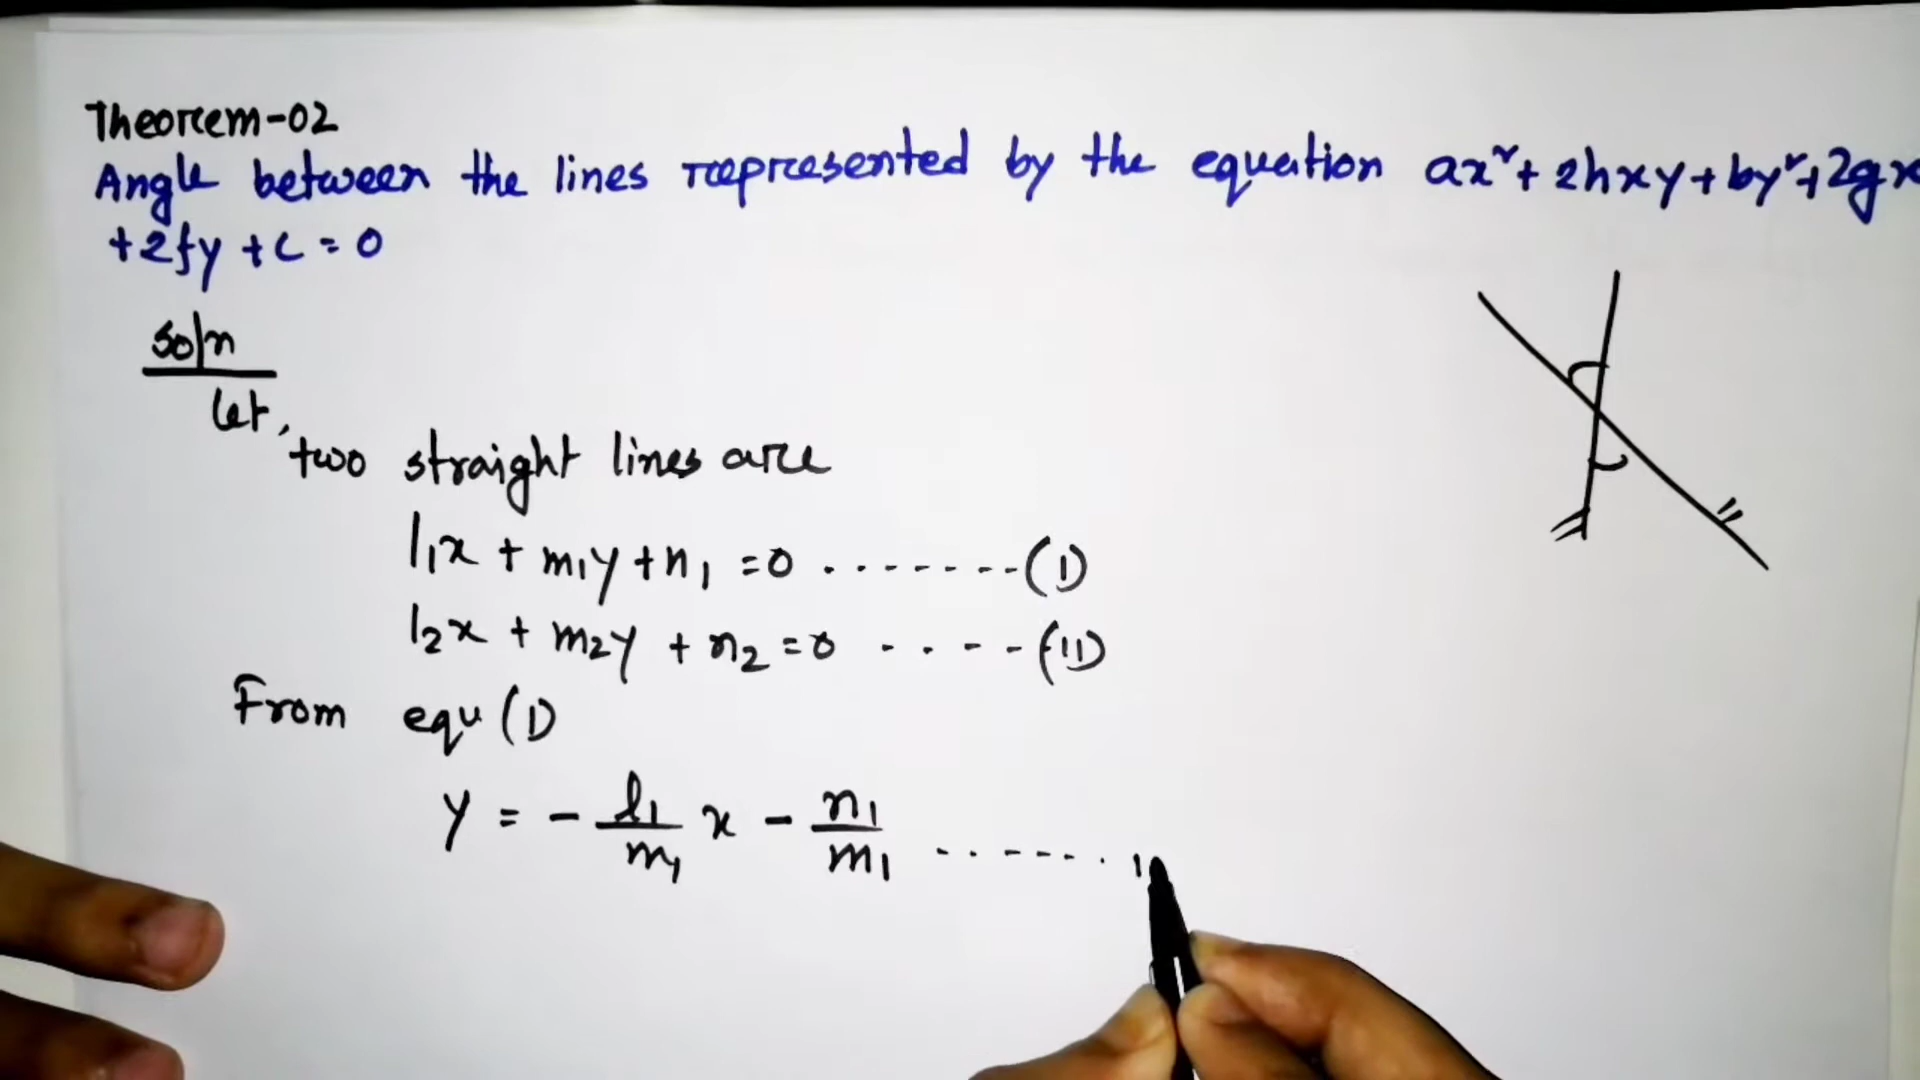 Theorem-02
Angle between the lines represented by the equation ax²+2hxy+by²+2gx
+2fy+c=0
soln
let,
two straight lines are
l₁x + m₁y + n₁ = 0 ........(I)
l₂x + m₂y + n₂ = 0 .....(II)
From equ (I)
y = - l₁/m₁ x - n₁/m₁ .......